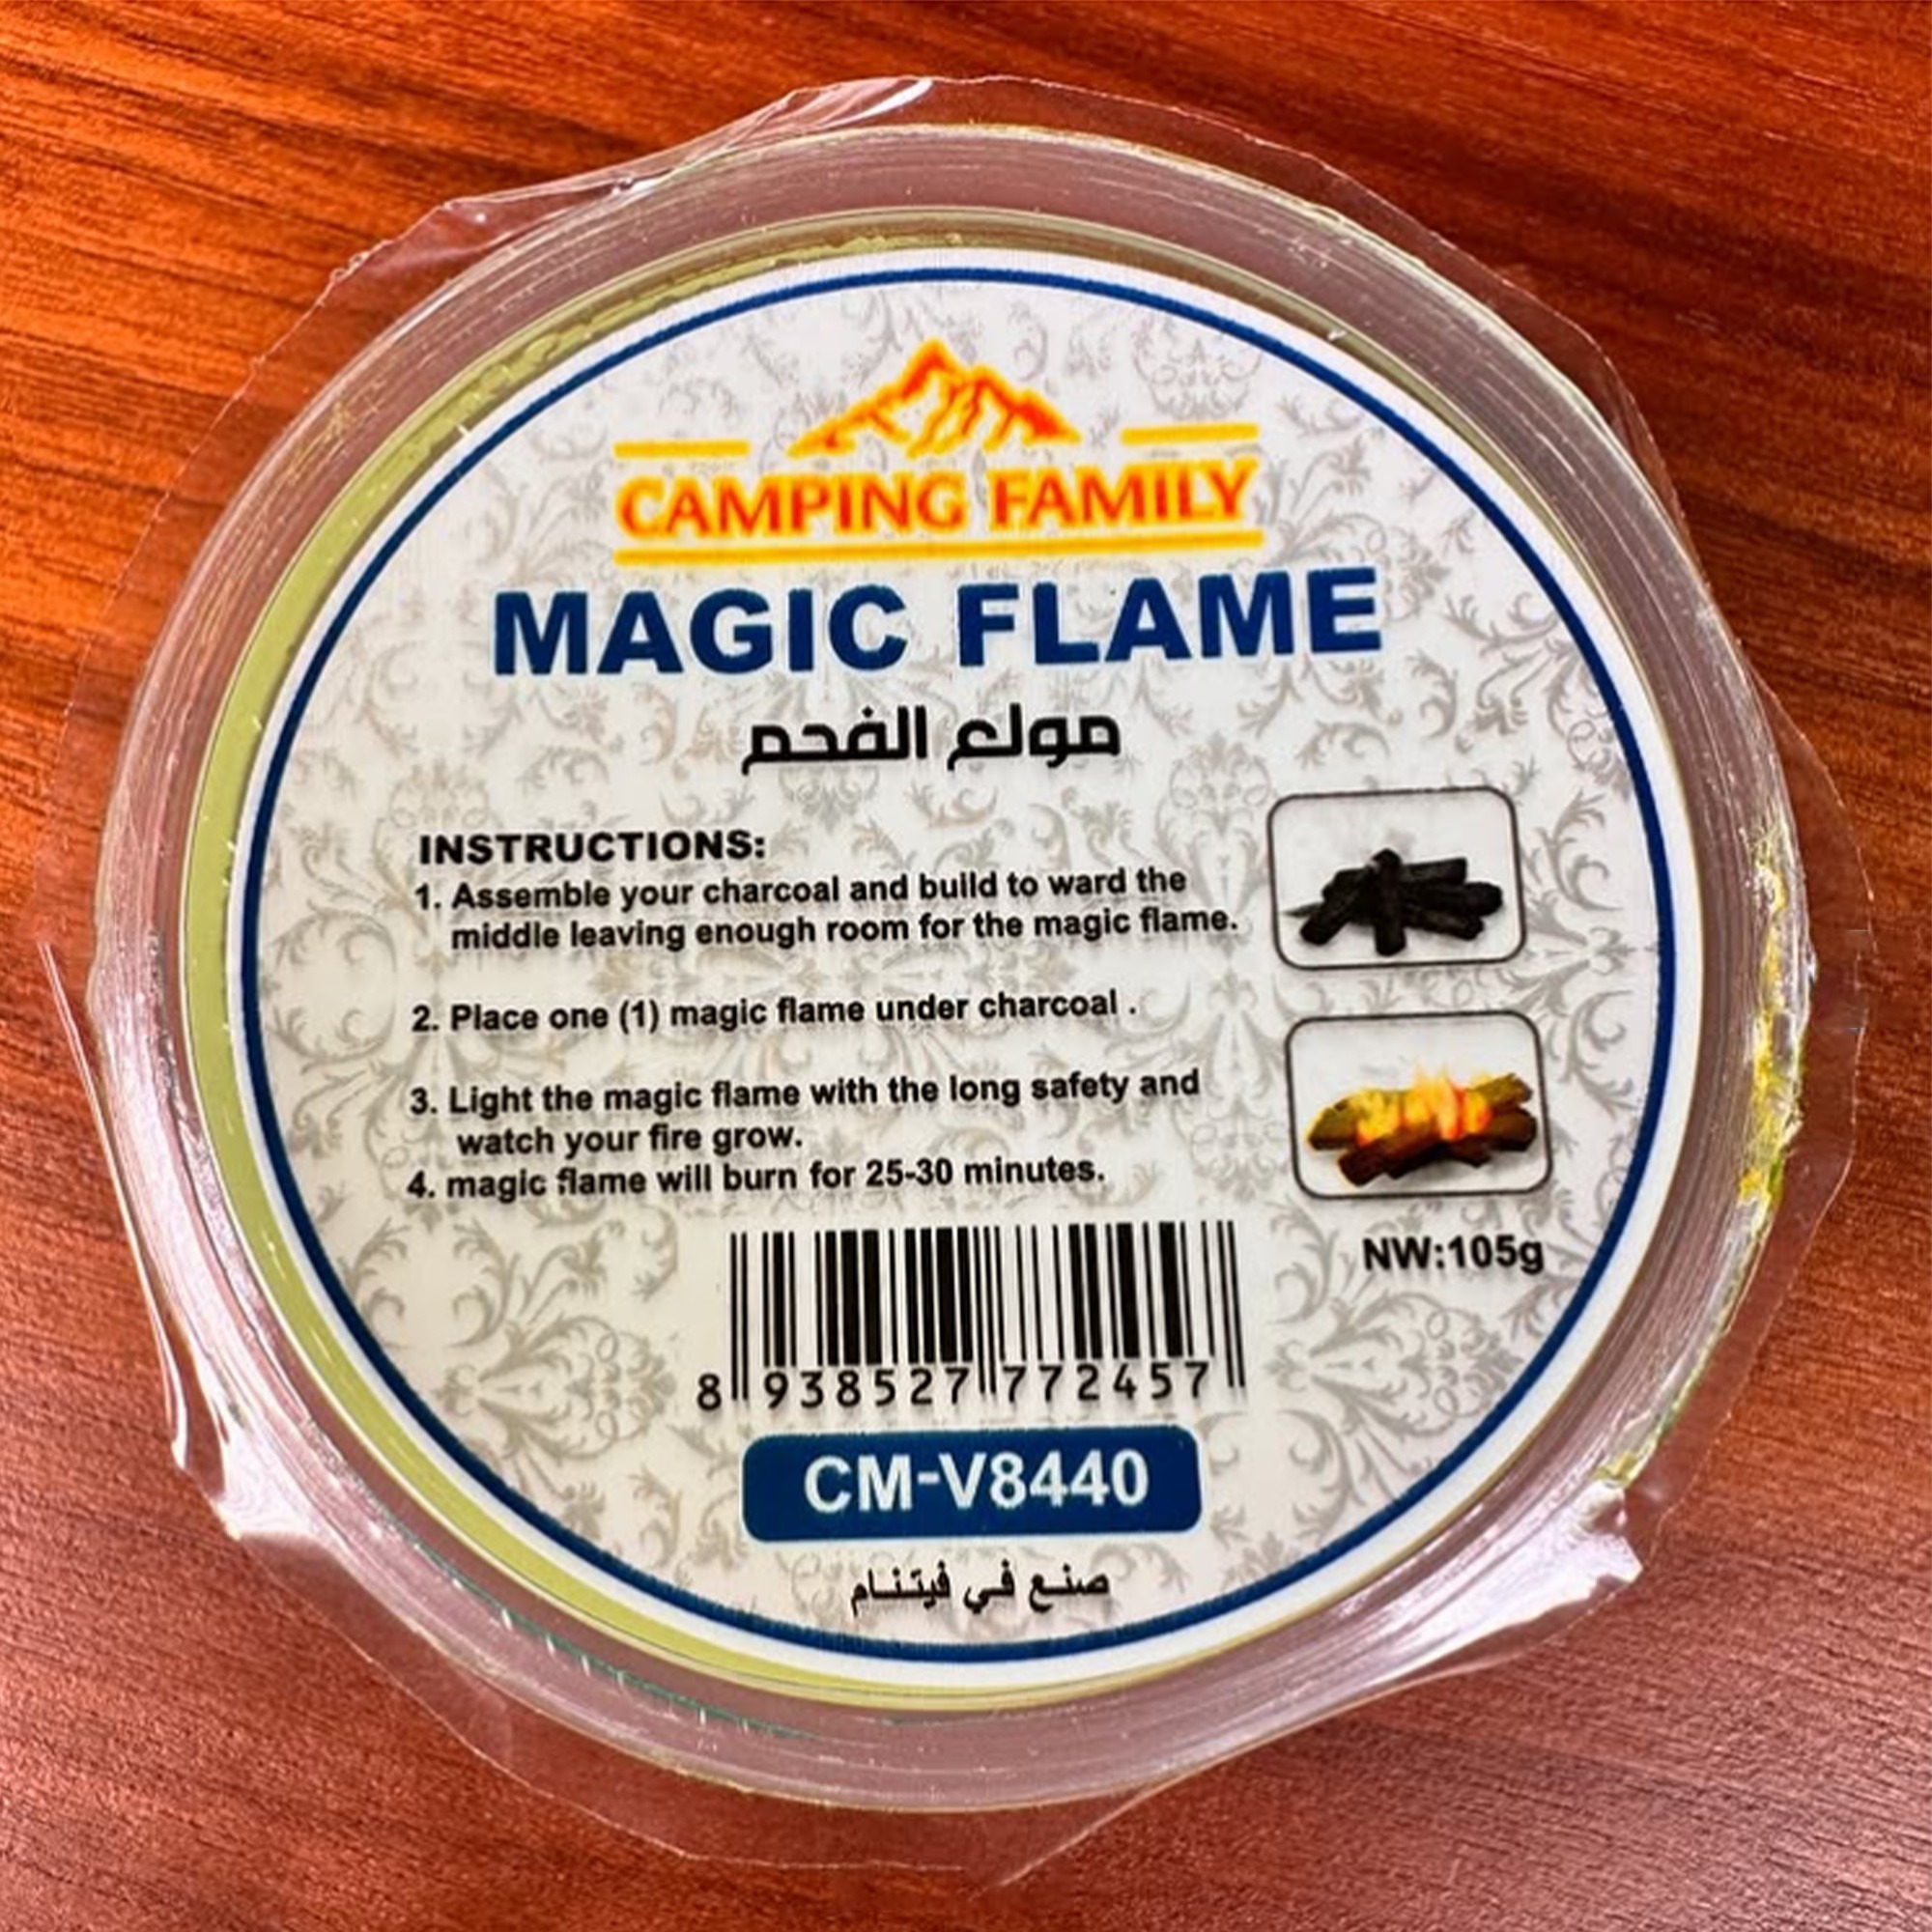 CAMPING FAMILY
MAGIC FLAME
مولع الفحم
INSTRUCTIONS:
1. Assemble your charcoal and build to ward the
middle leaving enough room for the magic flame.
2. Place one (1) magic flame under charcoal .
3. Light the magic flame with the long safety and
watch your fire grow.
4. magic flame will burn for 25-30 minutes.
NW:105g
8 938527 772457
CM-V8440
صنع في فيتنام